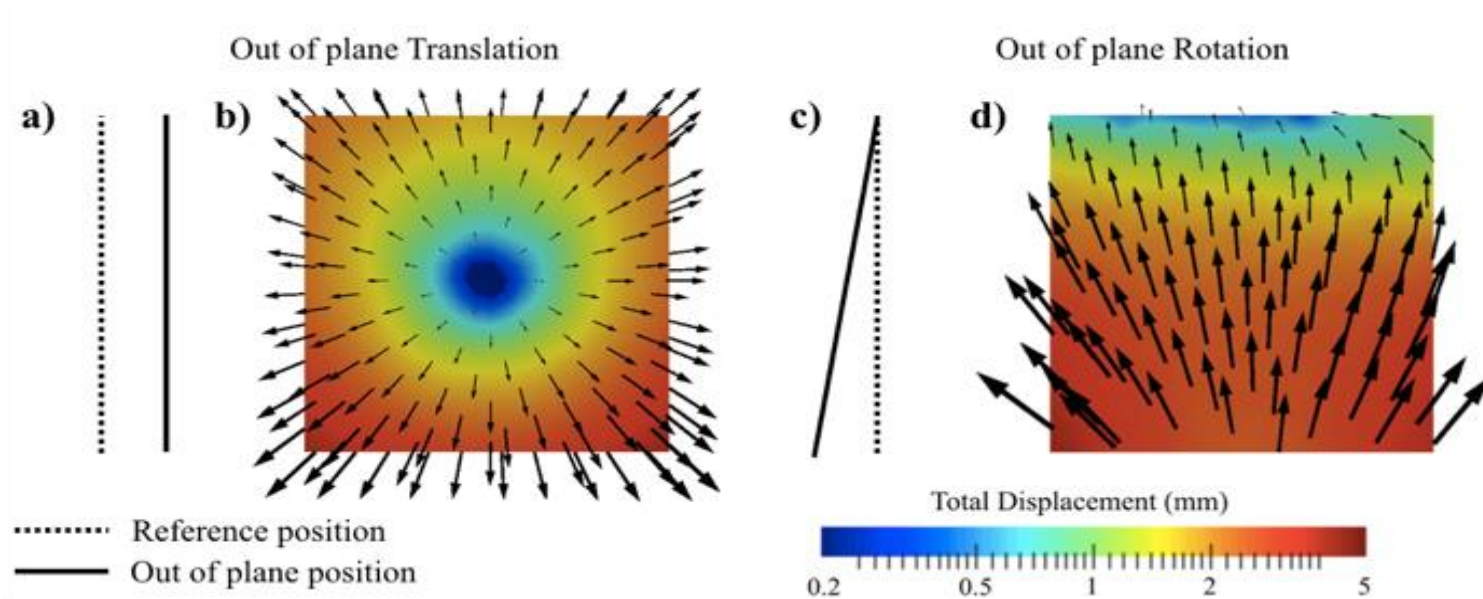 Out of plane Translation
Out of plane Rotation
a)
b)
c)
d)
Reference position
Out of plane position
Total Displacement (mm)
0.2 0.5 1 2 5